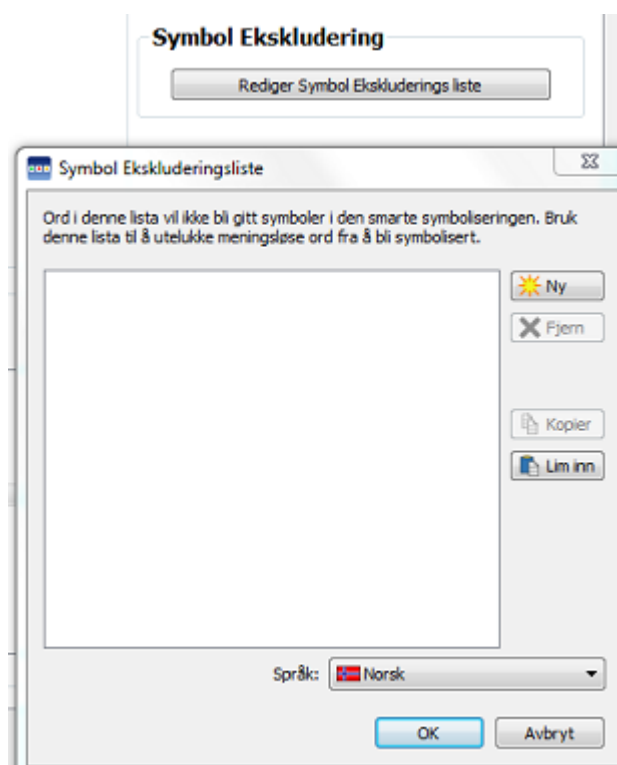 Symbol Ekskludering
Rediger Symbol Ekskluderings liste
Symbol Ekskluderingsliste
Ord i denne lista vil ikke bli gitt symboler i den smarte symboliseringen. Bruk
denne lista til å utelukke meningsløse ord fra å bli symbolisert.
Ny
Fjern
Kopier
Lim inn
Språk: Norsk
OK Avbryt